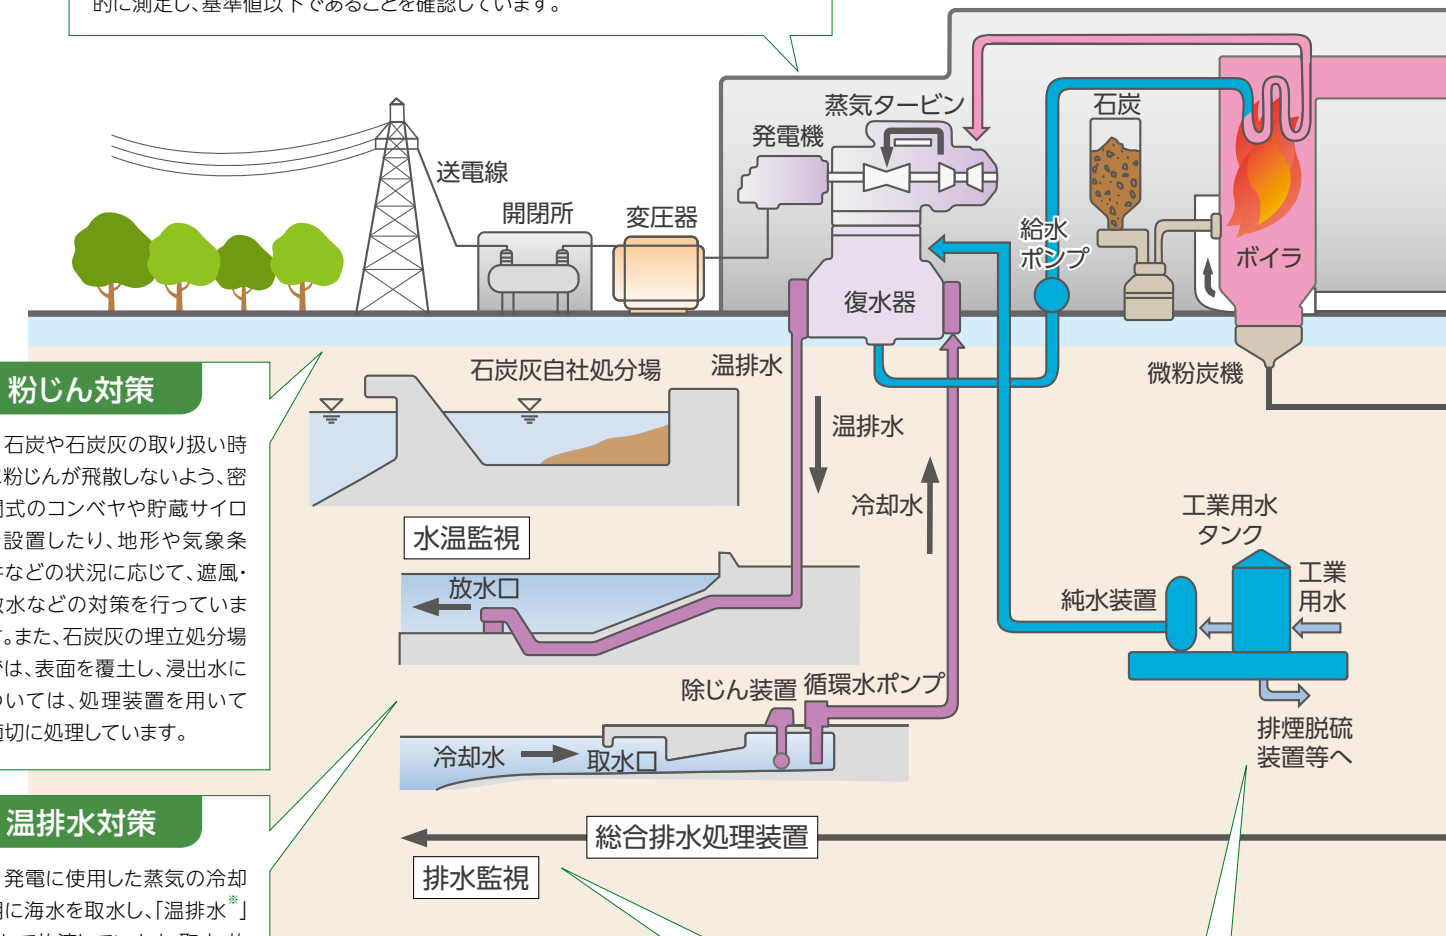 的に測定し、基準値以下であることを確認しています。
蒸気タービン
発電機
石炭
送電線
開閉所
変圧器
給水
ポンプ
ボイラ
復水器
微粉炭機
粉じん対策
石炭や石炭灰の取り扱い時
粉じんが飛散しないよう、密
式のコンベヤや貯蔵サイロ
設置したり、地形や気象条
などの状況に応じて、遮風・
水などの対策を行っていま
。また、石炭灰の埋立処分場
は、表面を覆土し、浸出水に
いては、処理装置を用いて
切に処理しています。
石炭灰自社処分場
温排水
温排水
冷却水
水温監視
放水口
工業用水
タンク
工業
用水
純水装置
排煙脱硫
装置等へ
除じん装置
循環水ポンプ
冷却水
取水口
総合排水処理装置
排水監視
温排水対策
発電に使用した蒸気の冷却
に海水を取水し、「温排水※」